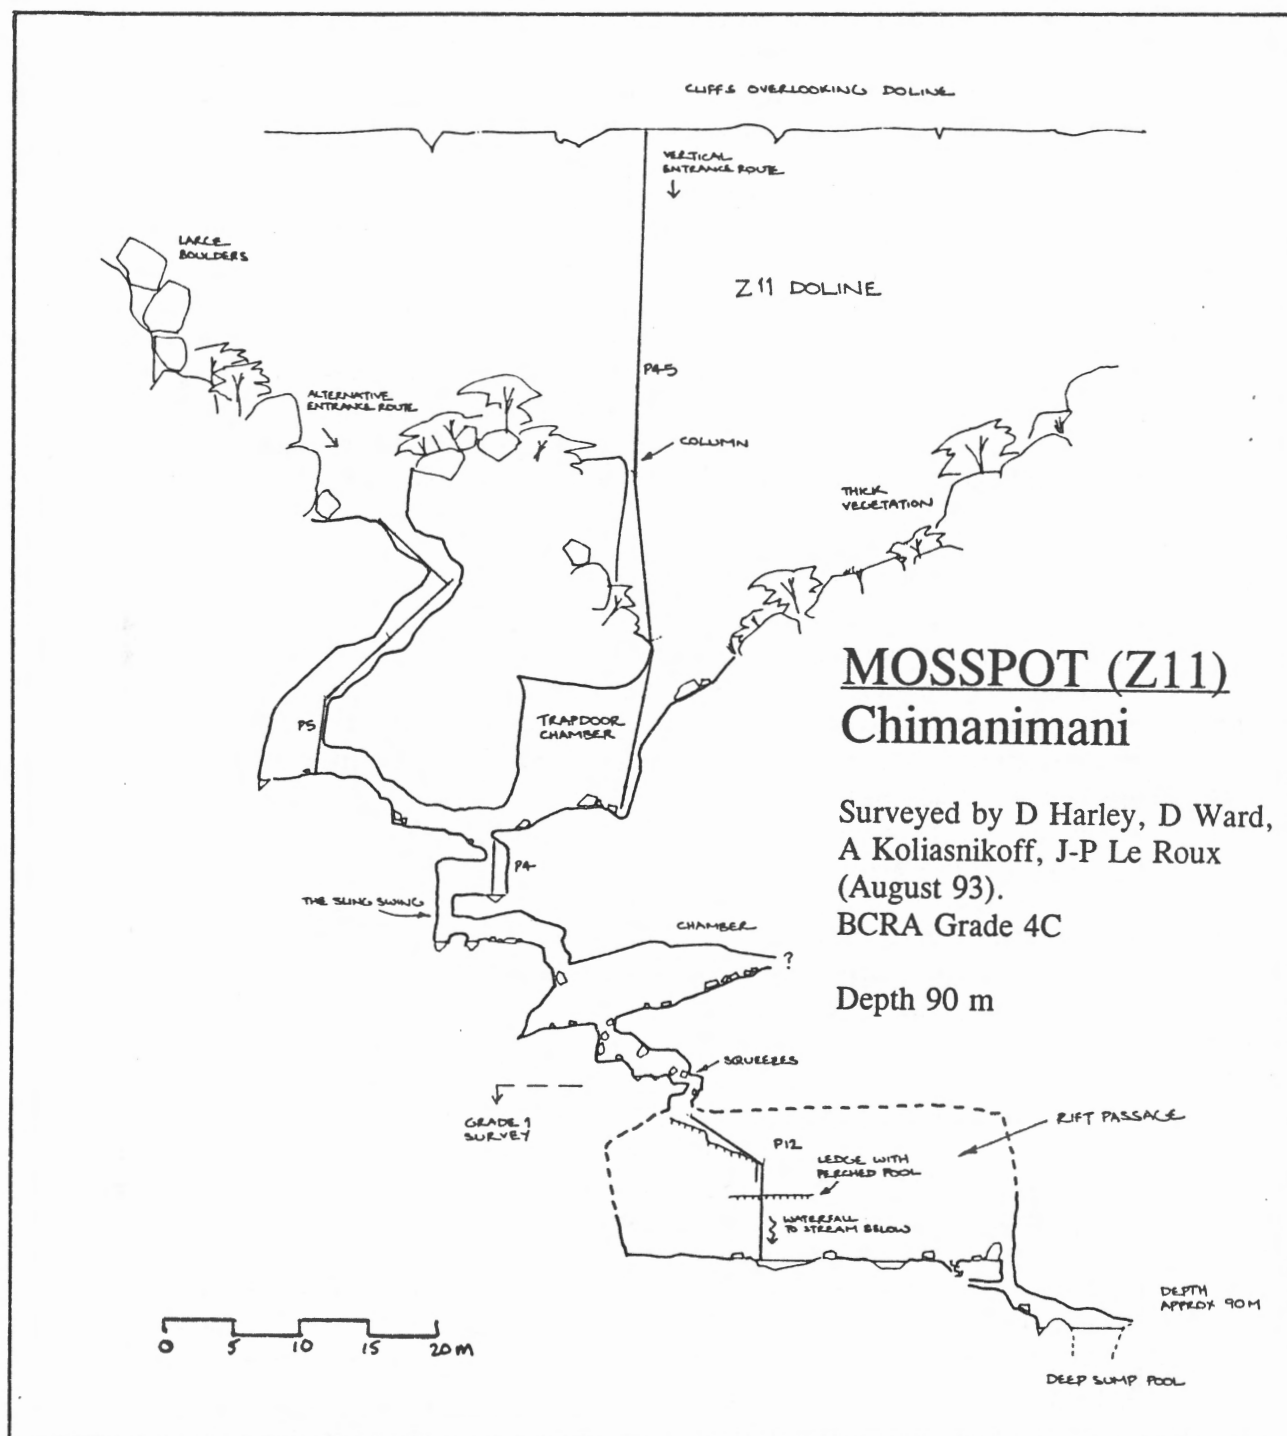 CLIFFS OVERLOOKING DOLINE
VERTICAL
ENTRANCE ROUTE
LARGE
BOULDERS
Z11 DOLINE
P45
ALTERNATIVE
ENTRANCE ROUTE
COLUMN
THICK
VEGETATION
MOSSPOT (Z11)
Chimanimani
P5
TRAPDOOR
CHAMBER
Surveyed by D Harley, D Ward,
A Koliasnikoff, J-P Le Roux
(August 93).
BCRA Grade 4C
P4
THE SLING SWING
CHAMBER
?
Depth 90 m
SQUEEZES
GRADE 1
SURVEY
RIFT PASSAGE
P12
LEDGE WITH
PERCHED POOL
WATERFALL
TO STREAM BELOW
DEPTH
APPROX 90M
0 5 10 15 20m
DEEP SUMP POOL